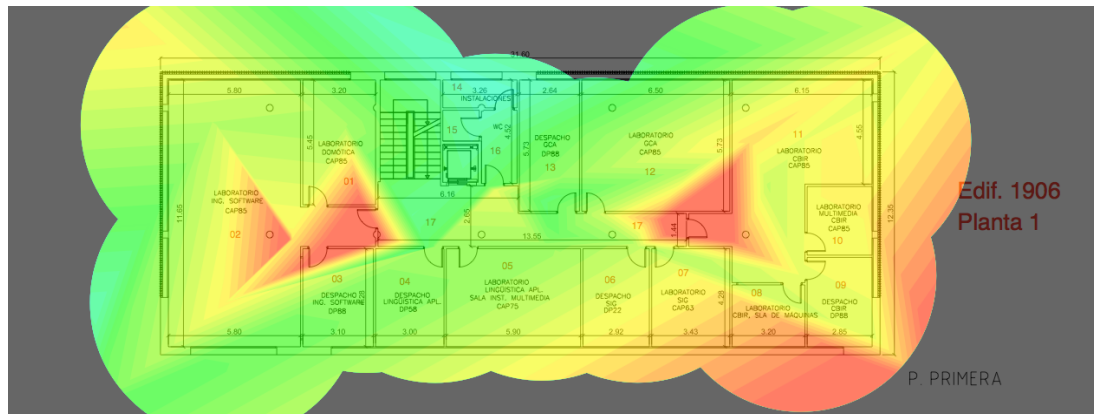 31.60
5.80
3.20
14
3.26
INSTALACIONES
2.64
6.50
6.15
15
WC
4.52
16
5.45
LABORATORIO
DOMÓTICA
CAP85
01
5.73
DESPACHO
GCA
DP88
13
LABORATORIO
GCA
CAP85
12
5.73
11
LABORATORIO
CBIR
CAP85
4.55
11.65
LABORATORIO
ING. SOFTWARE
CAP85
02
6.16
17
2.65
13.55
17
1.44
LABORATORIO
MULTIMEDIA
CBIR
CAP85
10
12.35
Edif. 1906
Planta 1
03
DESPACHO
ING. SOFTWARE
DP88
04
DESPACHO
LINGÜÍSTICA APL.
DP58
05
LABORATORIO
LINGÜÍSTICA APL.
SALA INST. MULTIMEDIA
CAP75
06
DESPACHO
SIG
DP22
07
LABORATORIO
SIG
CAP63
4.28
08
LABORATORIO
CBIR, SLA DE MAQUINAS
09
DESPACHO
CBIR
DP88
5.80
3.10
3.00
5.90
2.92
3.43
3.20
2.85
P. PRIMERA